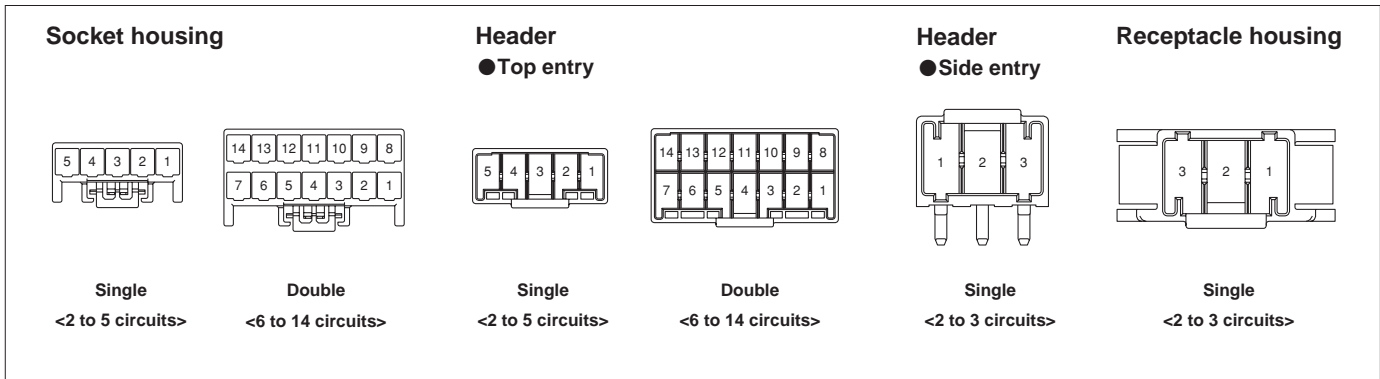 Socket housing
Header
●Top entry
Header
●Side entry
Receptacle housing
5 4 3 2 1
14 13 12 11 10 9 8
7 6 5 4 3 2 1
5 4 3 2 1
14 13 12 11 10 9 8
7 6 5 4 3 2 1
1 2 3
3 2 1
Single
<2 to 5 circuits>
Double
<6 to 14 circuits>
Single
<2 to 5 circuits>
Double
<6 to 14 circuits>
Single
<2 to 3 circuits>
Single
<2 to 3 circuits>